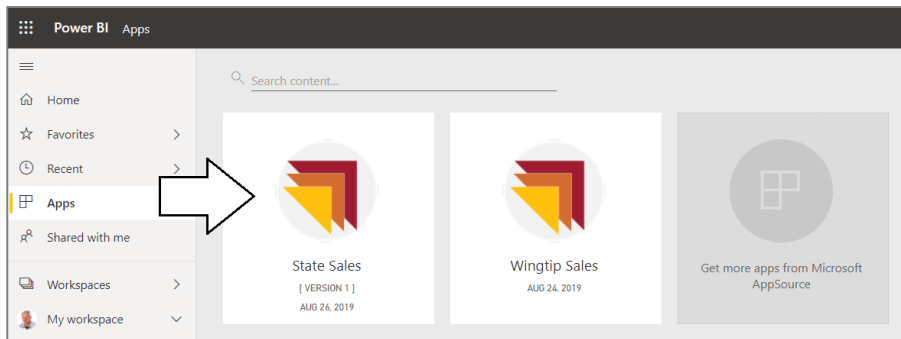 Power BI Apps
Search content...
Home
Favorites
Recent
Apps
Shared with me
Workspaces
My workspace
State Sales
[ VERSION 1 ]
AUG 26, 2019
Wingtip Sales
AUG 24, 2019
Get more apps from Microsoft
AppSource